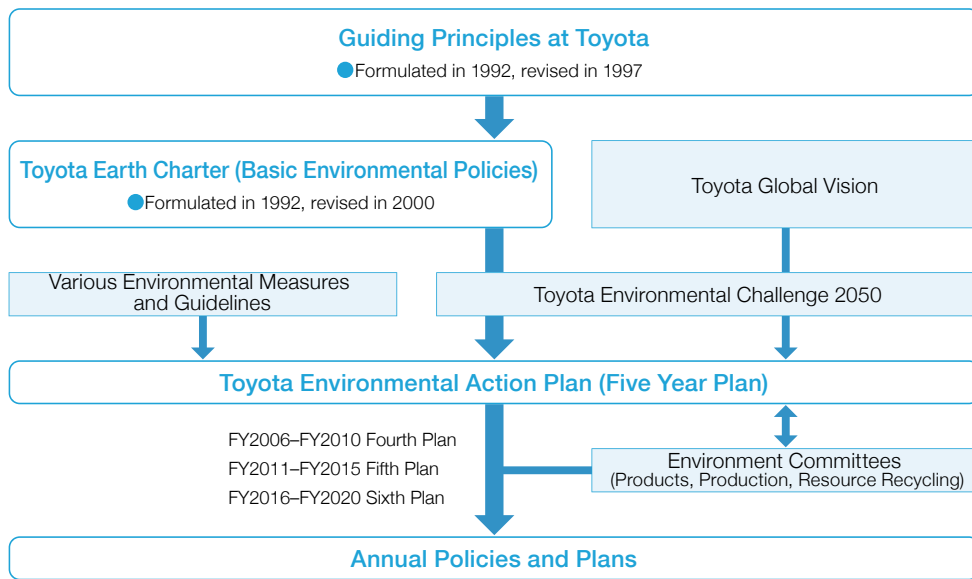 Guiding Principles at Toyota
●Formulated in 1992, revised in 1997
Toyota Earth Charter (Basic Environmental Policies)
●Formulated in 1992, revised in 2000
Toyota Global Vision
Various Environmental Measures
and Guidelines
Toyota Environmental Challenge 2050
Toyota Environmental Action Plan (Five Year Plan)
FY2006–FY2010 Fourth Plan
FY2011–FY2015 Fifth Plan
FY2016–FY2020 Sixth Plan
Environment Committees
(Products, Production, Resource Recycling)
Annual Policies and Plans